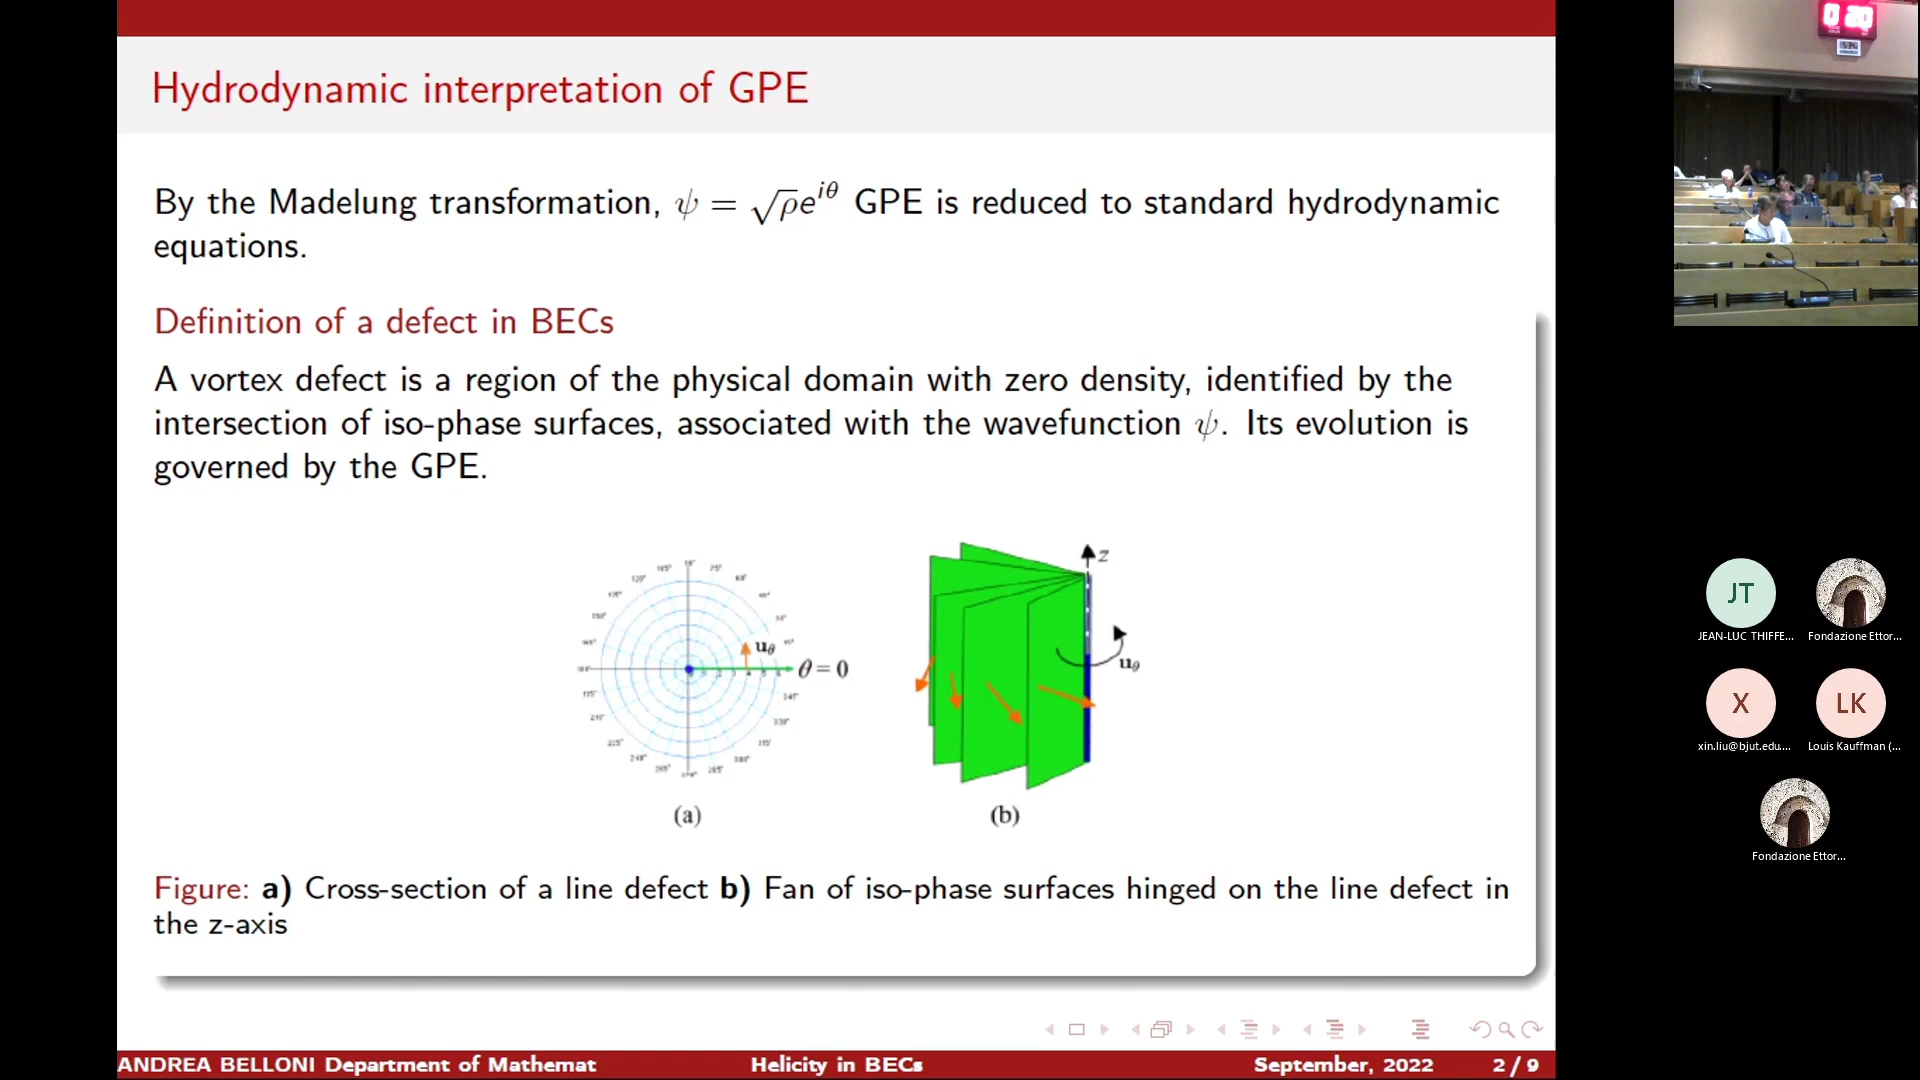 Hydrodynamic interpretation of GPE
By the Madelung transformation, ψ = √ρe^{iθ} GPE is reduced to standard hydrodynamic
equations.
Definition of a defect in BECs
A vortex defect is a region of the physical domain with zero density, identified by the
intersection of iso-phase surfaces, associated with the wavefunction ψ. Its evolution is
governed by the GPE.
u_θ
θ = 0
(a)
z
u_θ
(b)
Figure: a) Cross-section of a line defect b) Fan of iso-phase surfaces hinged on the line defect in
the z-axis
ANDREA BELLONI Department of Mathemat Helicity in BECs September, 2022 2 / 9
JT
JEAN-LUC THIFFE...
Fondazione Ettor...
X
xin.liu@bjut.edu....
LK
Louis Kauffman (...
Fondazione Ettor...